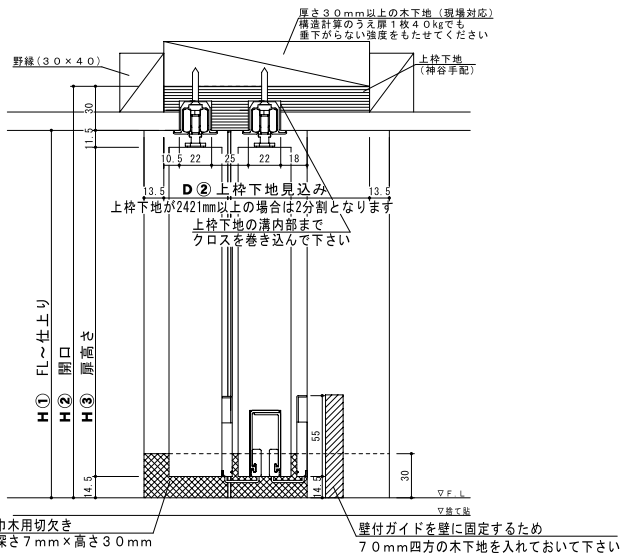 厚さ30mm以上の木下地(現場対応)
構造計算のうえ扉1枚40kgでも
垂下がらない強度をもたせてください
野縁(30×40)
上枠下地
(神谷手配)
30
11.5
10.5 22 25 22 18
13.5 D② 上枠下地見込み 13.5
上枠下地が2421mm以上の場合は2分割となります
上枠下地の溝内部まで
クロスを巻き込んで下さい
H① FL~仕上り
H② 開口
H③ 扉高さ
55
30
14.5
14.5
▽F.L
▽捨て貼
巾木用切欠き
深さ7mm×高さ30mm
壁付ガイドを壁に固定するため
70mm四方の木下地を入れておいて下さい